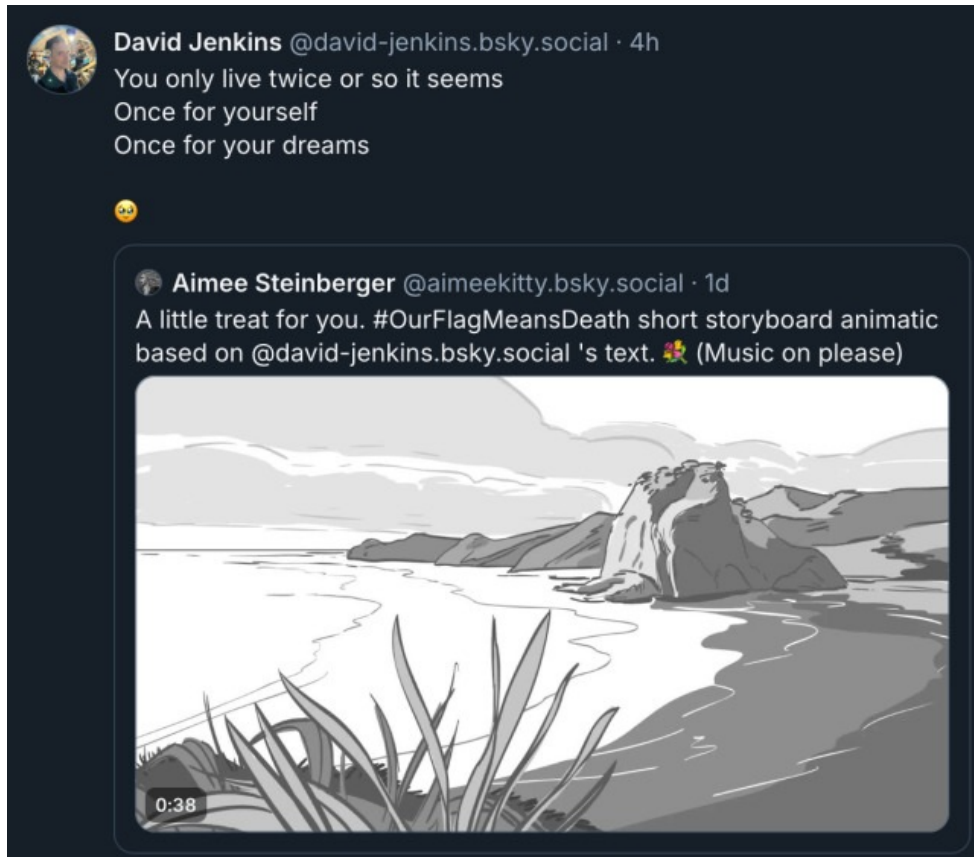 David Jenkins @david-jenkins.bsky.social · 4h
You only live twice or so it seems
Once for yourself
Once for your dreams
🥹
Aimee Steinberger @aimeekitty.bsky.social · 1d
A little treat for you. #OurFlagMeansDeath short storyboard animatic
based on @david-jenkins.bsky.social 's text. 💐 (Music on please)
0:38